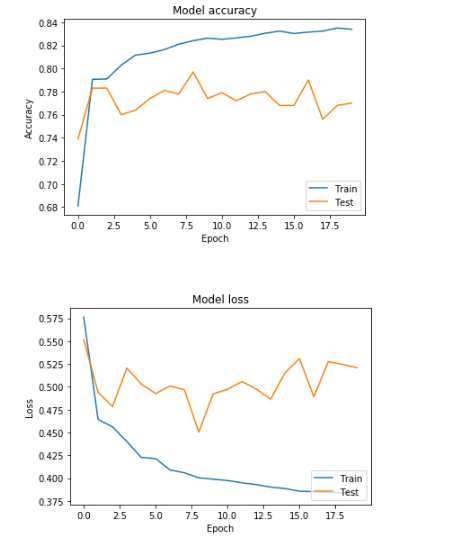 Model accuracy
0.84
0.82
0.80
0.78
0.76
0.74
0.72
0.70
0.68
Accuracy
Train
Test
0.0 2.5 5.0 7.5 10.0 12.5 15.0 17.5
Epoch
Model loss
0.575
0.550
0.525
0.500
0.475
0.450
0.425
0.400
0.375
Loss
Train
Test
0.0 2.5 5.0 7.5 10.0 12.5 15.0 17.5
Epoch